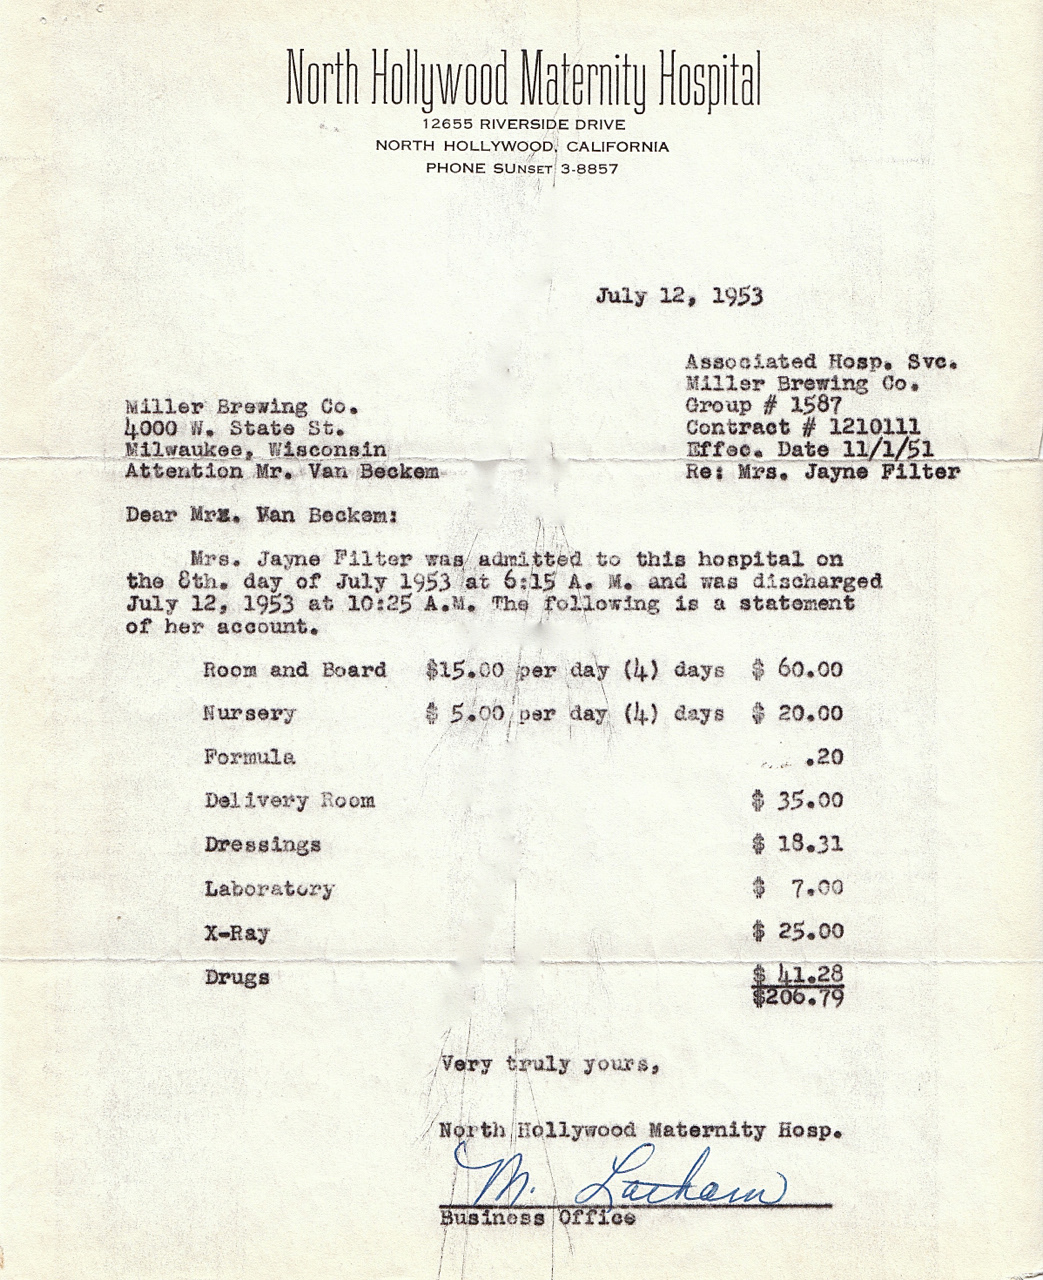 North Hollywood Maternity Hospital
12655 RIVERSIDE DRIVE
NORTH HOLLYWOOD, CALIFORNIA
PHONE SUNSET 3-8857
July 12, 1953
Associated Hosp. Svc.
Miller Brewing Co.
Group # 1587
Contract # 1210111
Effec. Date 11/1/51
Re: Mrs. Jayne Filter
Miller Brewing Co.
4000 W. State St.
Milwaukee, Wisconsin
Attention Mr. Van Beckem
Dear Mrx. Van Beckem:
Mrs. Jayne Filter was admitted to this hospital on
the 8th. day of July 1953 at 6:15 A. M. and was discharged
July 12, 1953 at 10:25 A.M. The following is a statement
of her account.
Room and Board $15.00 per day (4) days $ 60.00
Nursery $ 5.00 per day (4) days $ 20.00
Formula .20
Delivery Room $ 35.00
Dressings $ 18.31
Laboratory $ 7.00
X-Ray $ 25.00
Drugs $ 41.28
$206.79
Very truly yours,
North Hollywood Maternity Hosp.
M. Latham
Business Office